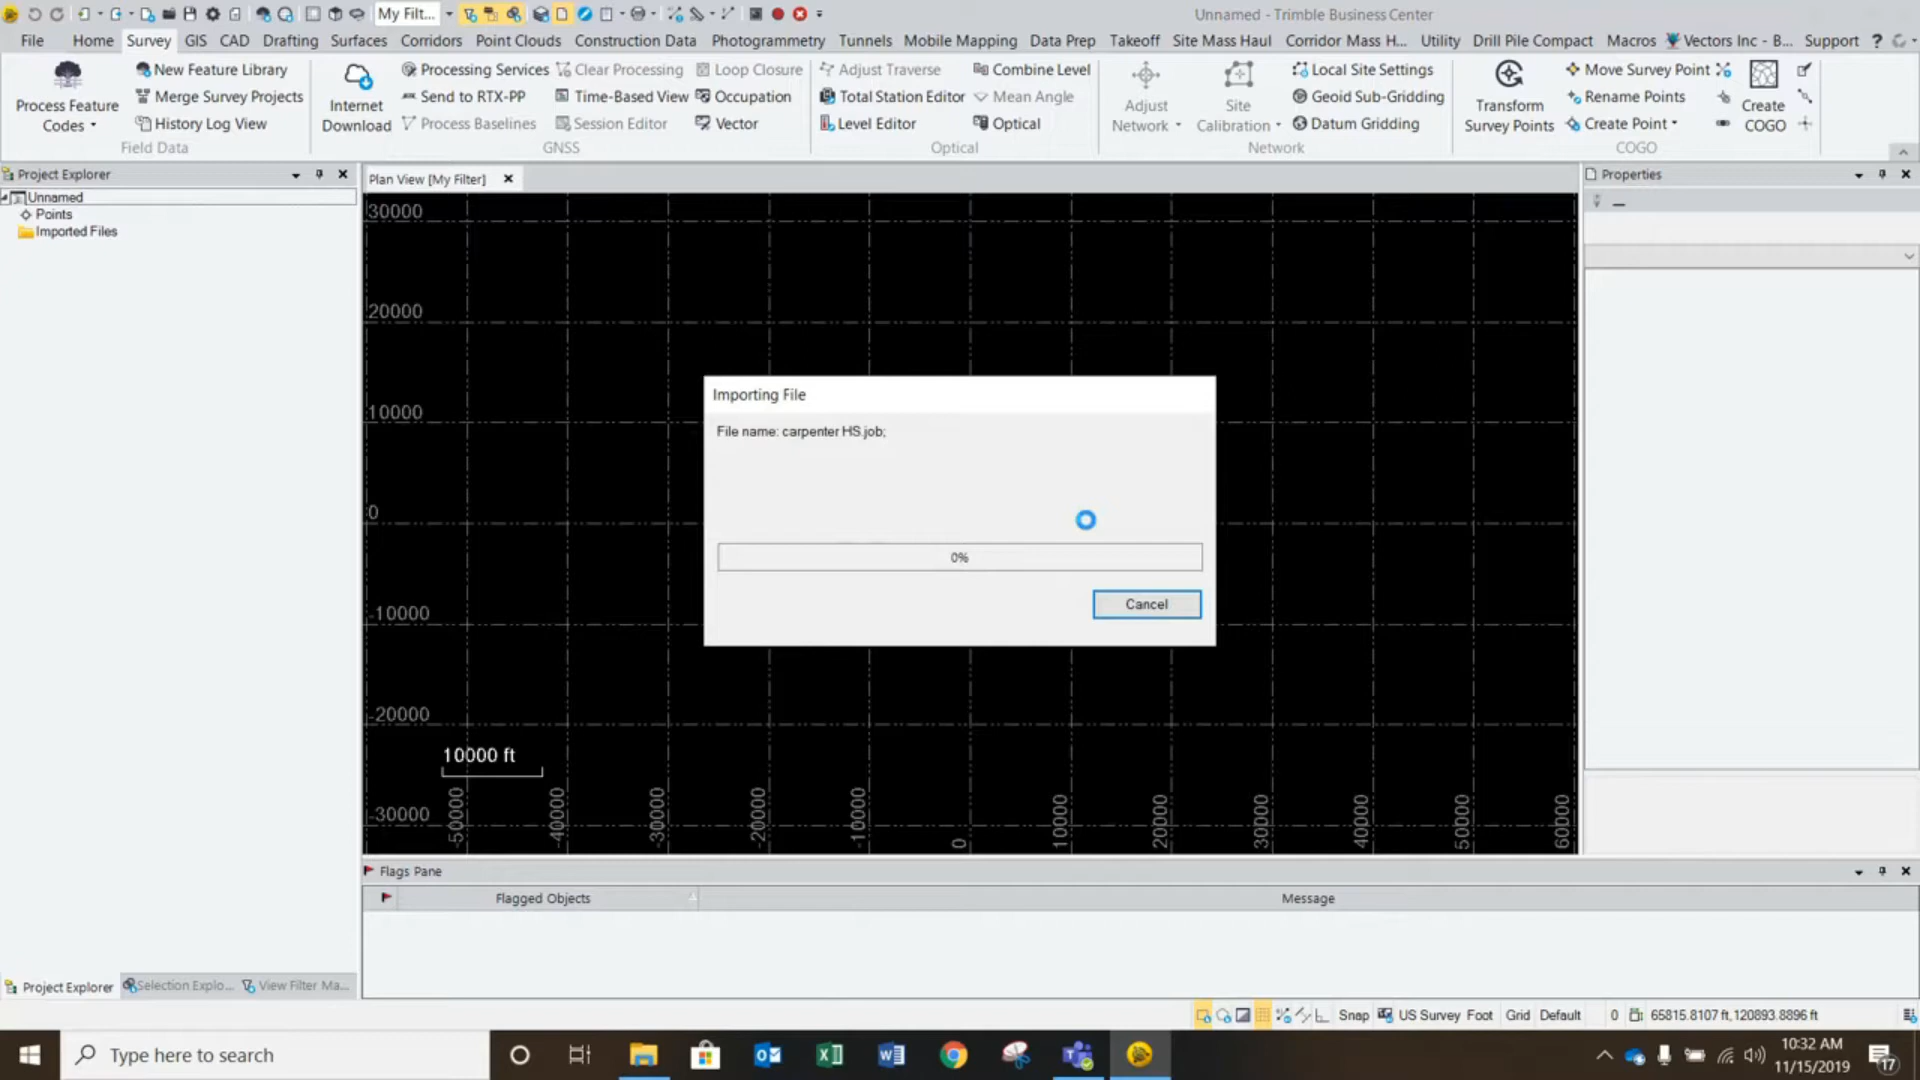 My Filt...
Unnamed - Trimble Business Center
File Home Survey GIS CAD Drafting Surfaces Corridors Point Clouds Construction Data Photogrammetry Tunnels Mobile Mapping Data Prep Takeoff Site Mass Haul Corridor Mass H... Utility Drill Pile Compact Macros Vectors Inc - B... Support ?
Process Feature Codes
New Feature Library
Merge Survey Projects
History Log View
Field Data
Internet Download
Processing Services
Send to RTX-PP
Process Baselines
Clear Processing
Time-Based View
Session Editor
Loop Closure
Occupation
Vector
GNSS
Adjust Traverse
Total Station Editor
Level Editor
Combine Level
Mean Angle
Optical
Optical
Adjust Network
Site Calibration
Local Site Settings
Geoid Sub-Gridding
Datum Gridding
Network
Transform Survey Points
Move Survey Point
Rename Points
Create Point
Create COGO
COGO
Project Explorer
Unnamed
Points
Imported Files
Plan View [My Filter]
Properties
30000
20000
10000
0
-10000
-20000
-30000
10000 ft
-50000
-40000
-30000
-20000
-10000
0
10000
20000
30000
40000
50000
60000
Importing File
File name: carpenter HS.job;
0%
Cancel
Flags Pane
Flagged Objects Message
Project Explorer Selection Explo... View Filter Ma...
Snap US Survey Foot Grid Default 0 65815.8107 ft, 120893.8896 ft
Type here to search
10:32 AM
11/15/2019
17